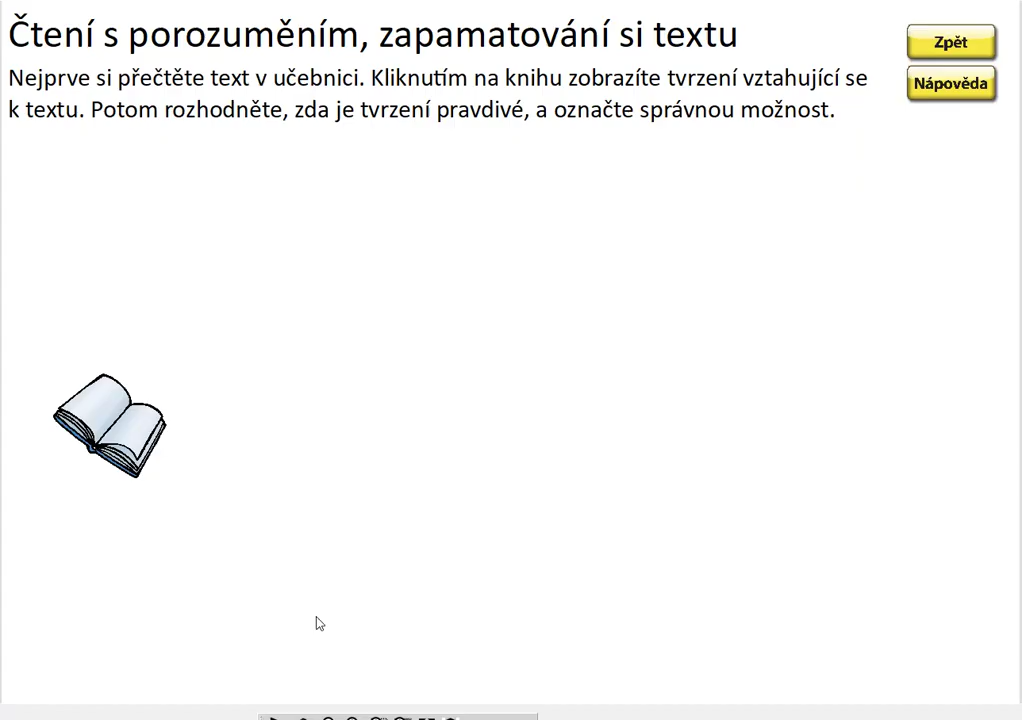 Čtení s porozuměním, zapamatování si textu
Zpět
Nejprve si přečtěte text v učebnici. Kliknutím na knihu zobrazíte tvrzení vztahující se
Nápověda
k textu. Potom rozhodněte, zda je tvrzení pravdivé, a označte správnou možnost.